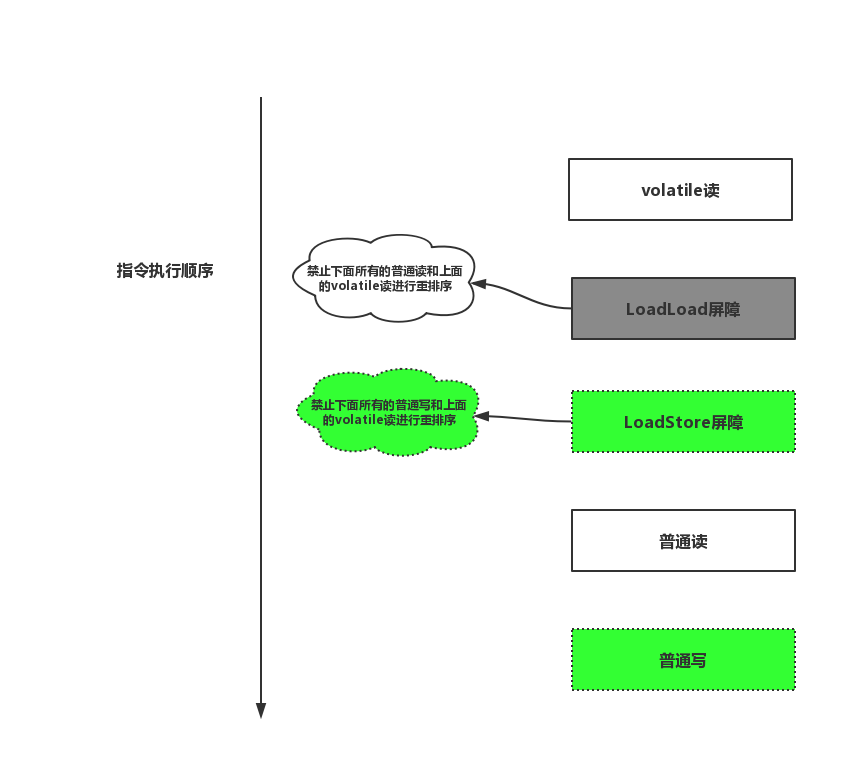 volatile读
指令执行顺序
禁止下面所有的普通读和上面
的volatile读进行重排序
LoadLoad屏障
禁止下面所有的普通写和上面
的volatile读进行重排序
LoadStore屏障
普通读
普通写